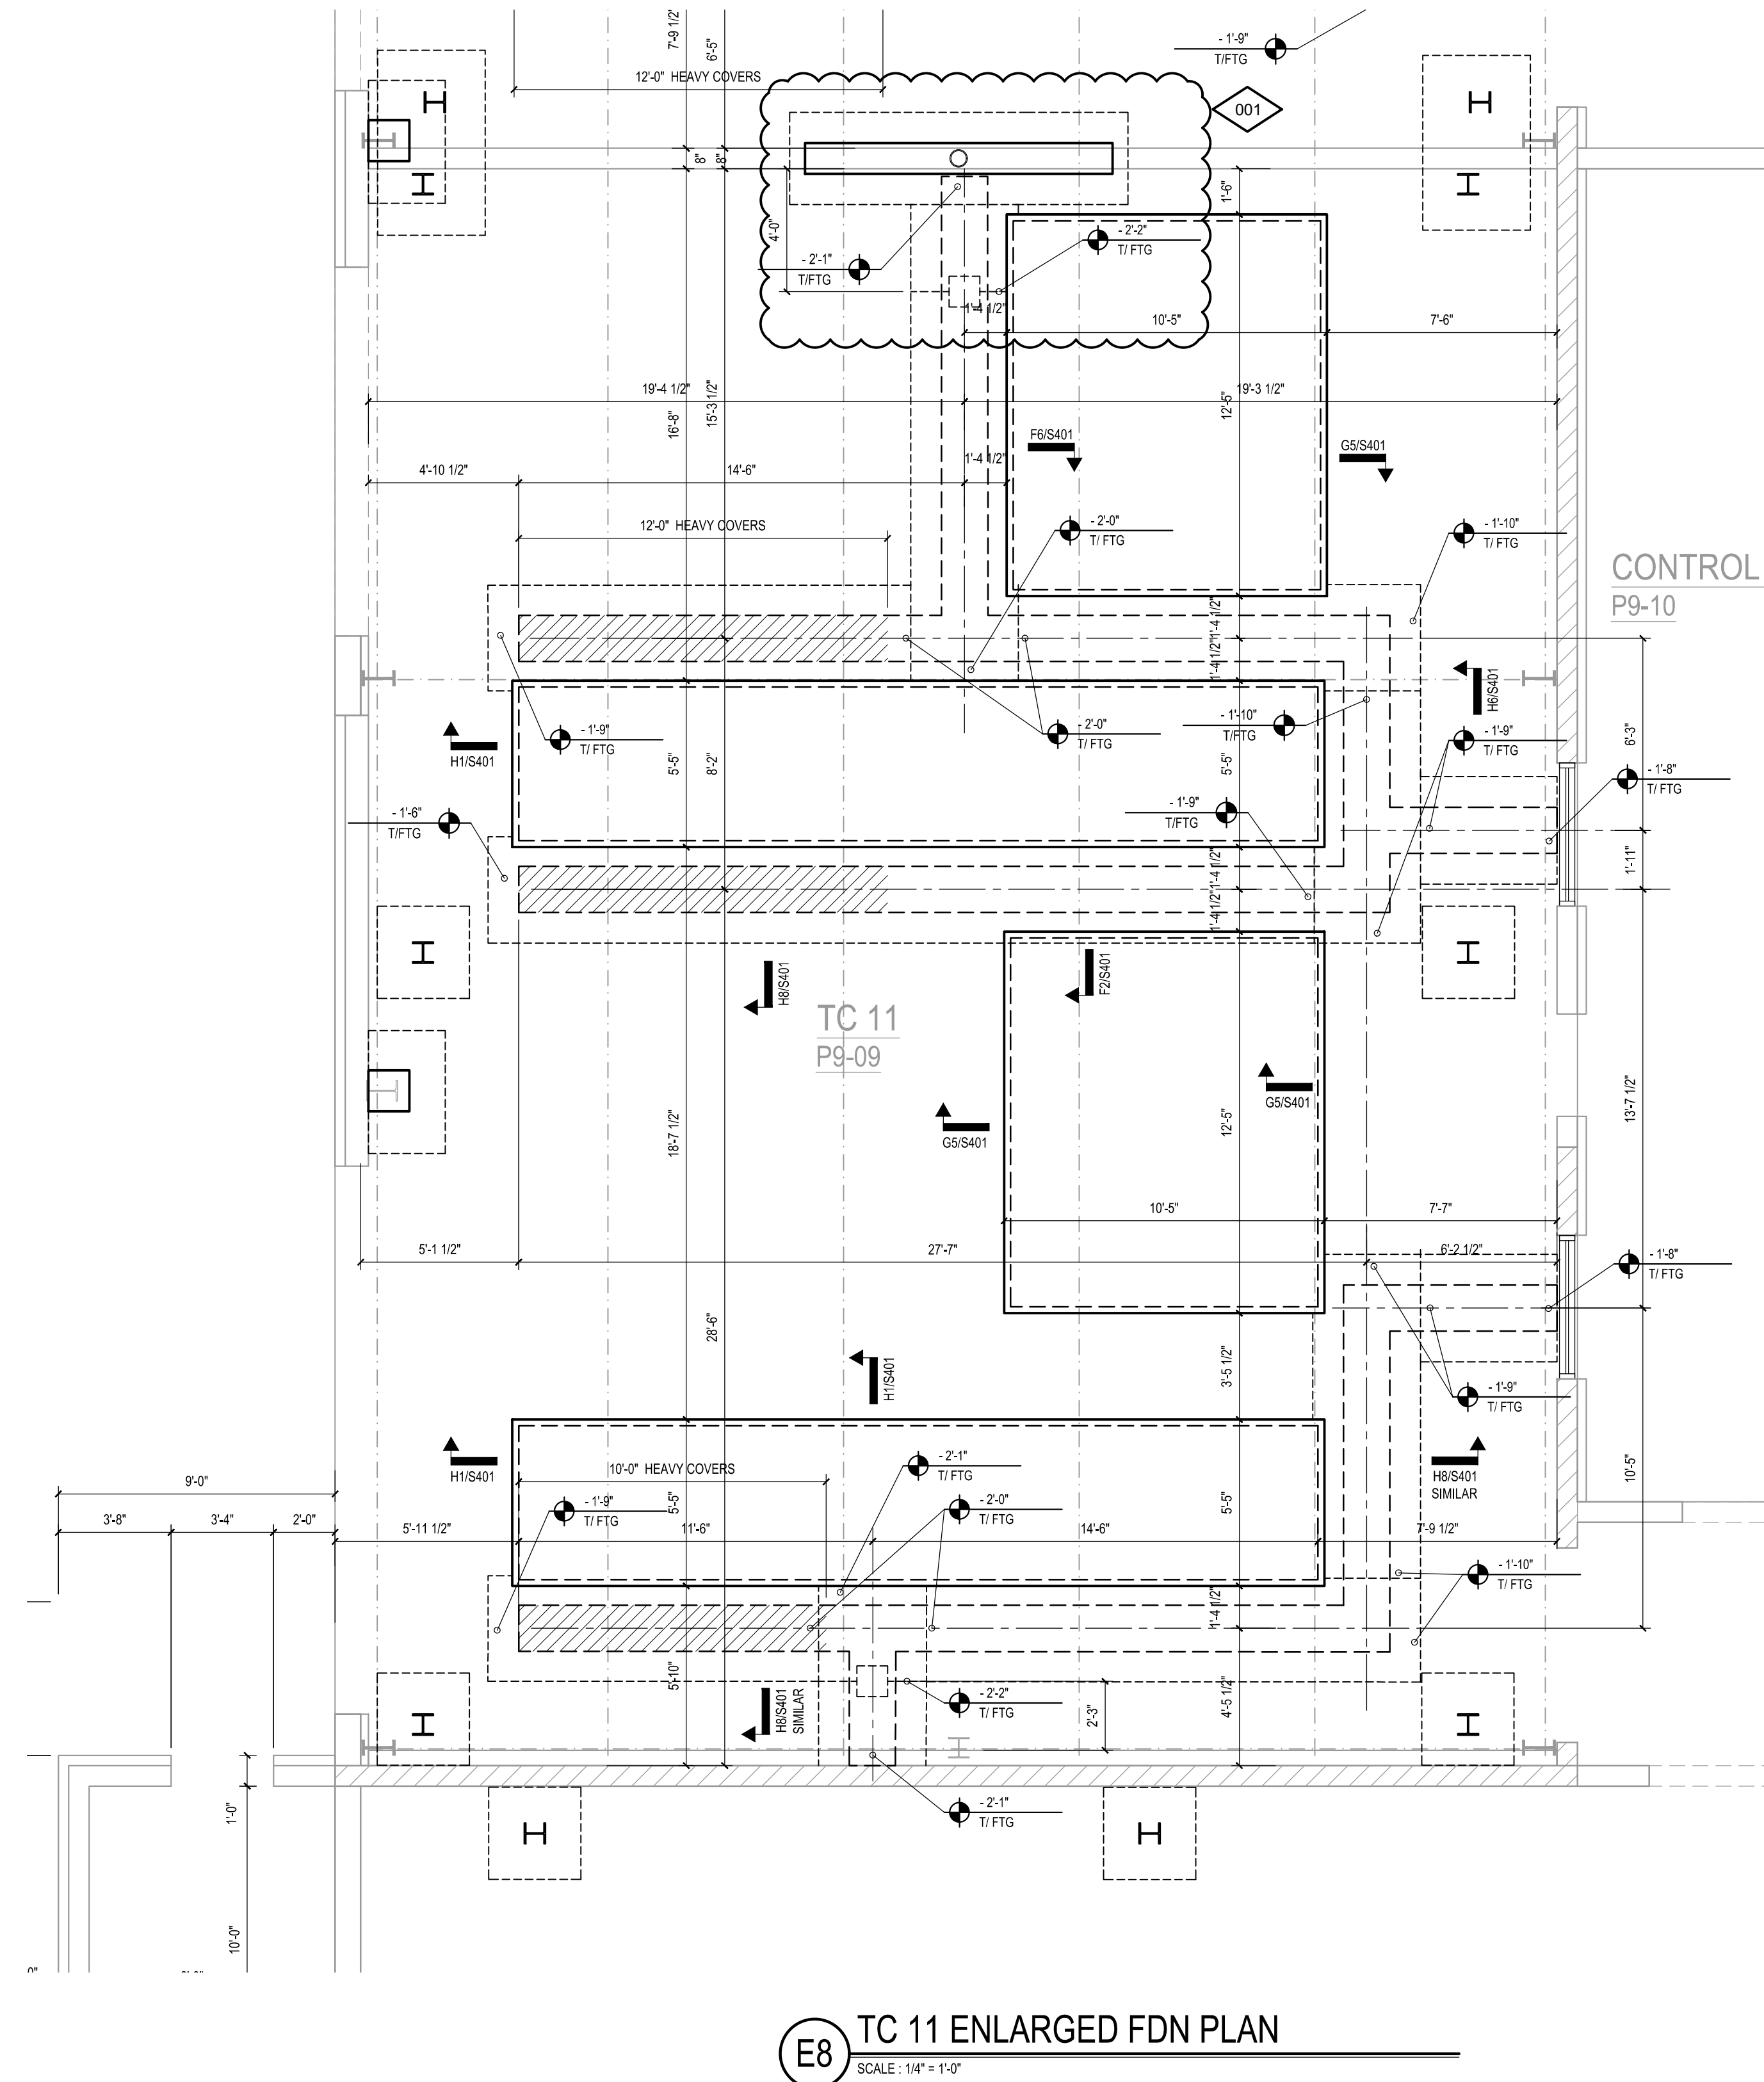 7'-9 1/2"
6'-5"
- 1'-9"
T/FTG
12'-0" HEAVY COVERS
001
8"
8"
1'-6"
4'-0"
- 2'-2"
T/ FTG
- 2'-1"
T/FTG
1'-4 1/2"
10'-5"
7'-6"
19'-4 1/2"
19'-3 1/2"
16'-8"
15'-3 1/2"
12'-5"
F6/S401
G5/S401
4'-10 1/2"
14'-6"
1'-4 1/2"
12'-0" HEAVY COVERS
- 2'-0"
T/ FTG
- 1'-10"
T/ FTG
CONTROL
P9-10
1'-4 1/2"
1'-4 1/2"
H6/S401
- 1'-9"
T/ FTG
- 2'-0"
T/ FTG
- 1'-10"
T/FTG
- 1'-9"
T/ FTG
6'-3"
H1/S401
5'-5"
8'-2"
5'-5"
- 1'-8"
T/ FTG
- 1'-6"
T/FTG
- 1'-9"
T/FTG
1'-4 1/2"
1'-4 1/2"
1'-11"
H8/S401
F2/S401
TC 11
P9-09
G5/S401
G5/S401
18'-7 1/2"
12'-5"
13'-7 1/2"
10'-5"
7'-7"
5'-1 1/2"
27'-7"
6'-2 1/2"
- 1'-8"
T/ FTG
28'-6"
3'-5 1/2"
H1/S401
- 1'-9"
T/ FTG
H1/S401
10'-0" HEAVY COVERS
- 2'-1"
T/ FTG
H8/S401
SIMILAR
10'-5"
9'-0"
- 1'-9"
T/ FTG
5'-5"
- 2'-0"
T/ FTG
5'-5"
3'-8"
3'-4"
2'-0"
5'-11 1/2"
11'-6"
14'-6"
7'-9 1/2"
- 1'-10"
T/ FTG
1'-4 1/2"
5'-10"
H8/S401
SIMILAR
- 2'-2"
T/ FTG
2'-3"
4'-5 1/2"
1'-0"
- 2'-1"
T/ FTG
10'-0"
E8
TC 11 ENLARGED FDN PLAN
SCALE : 1/4" = 1'-0"